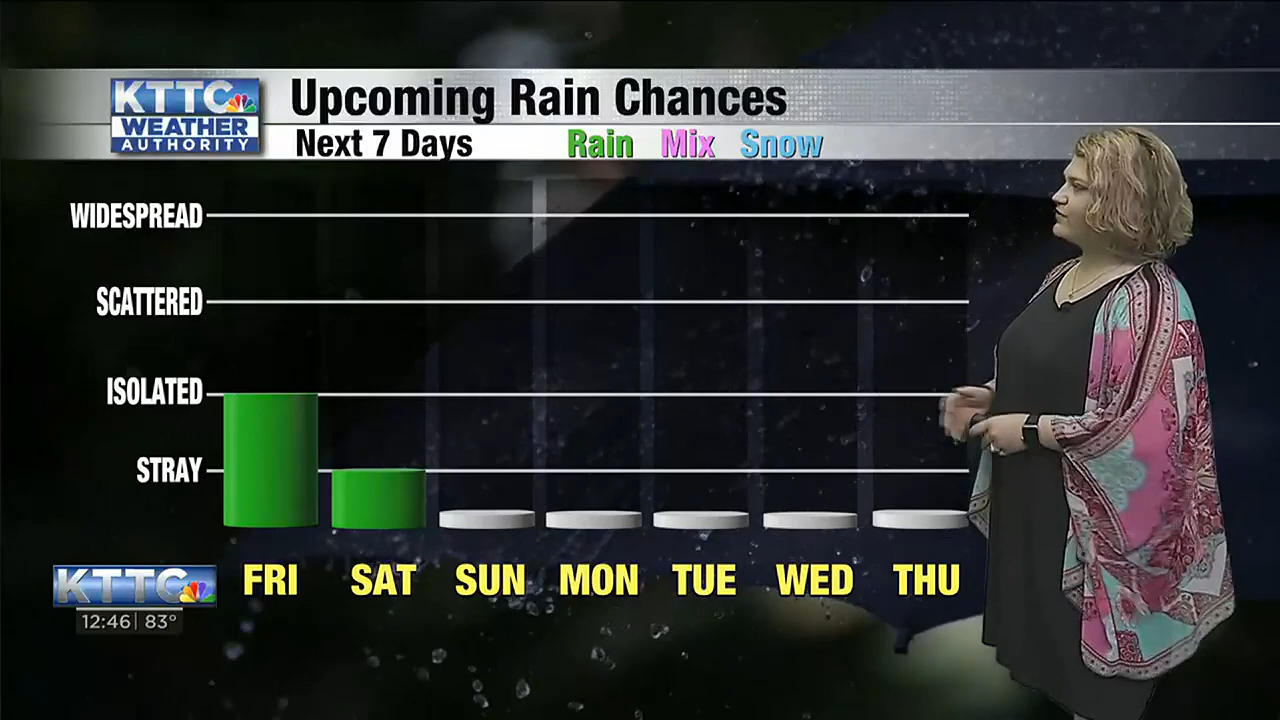 KTTC
WEATHER
AUTHORITY
Upcoming Rain Chances
Next 7 Days Rain Mix Snow
WIDESPREAD
SCATTERED
ISOLATED
STRAY
FRI SAT SUN MON TUE WED THU
KTTC
12:46 | 83°